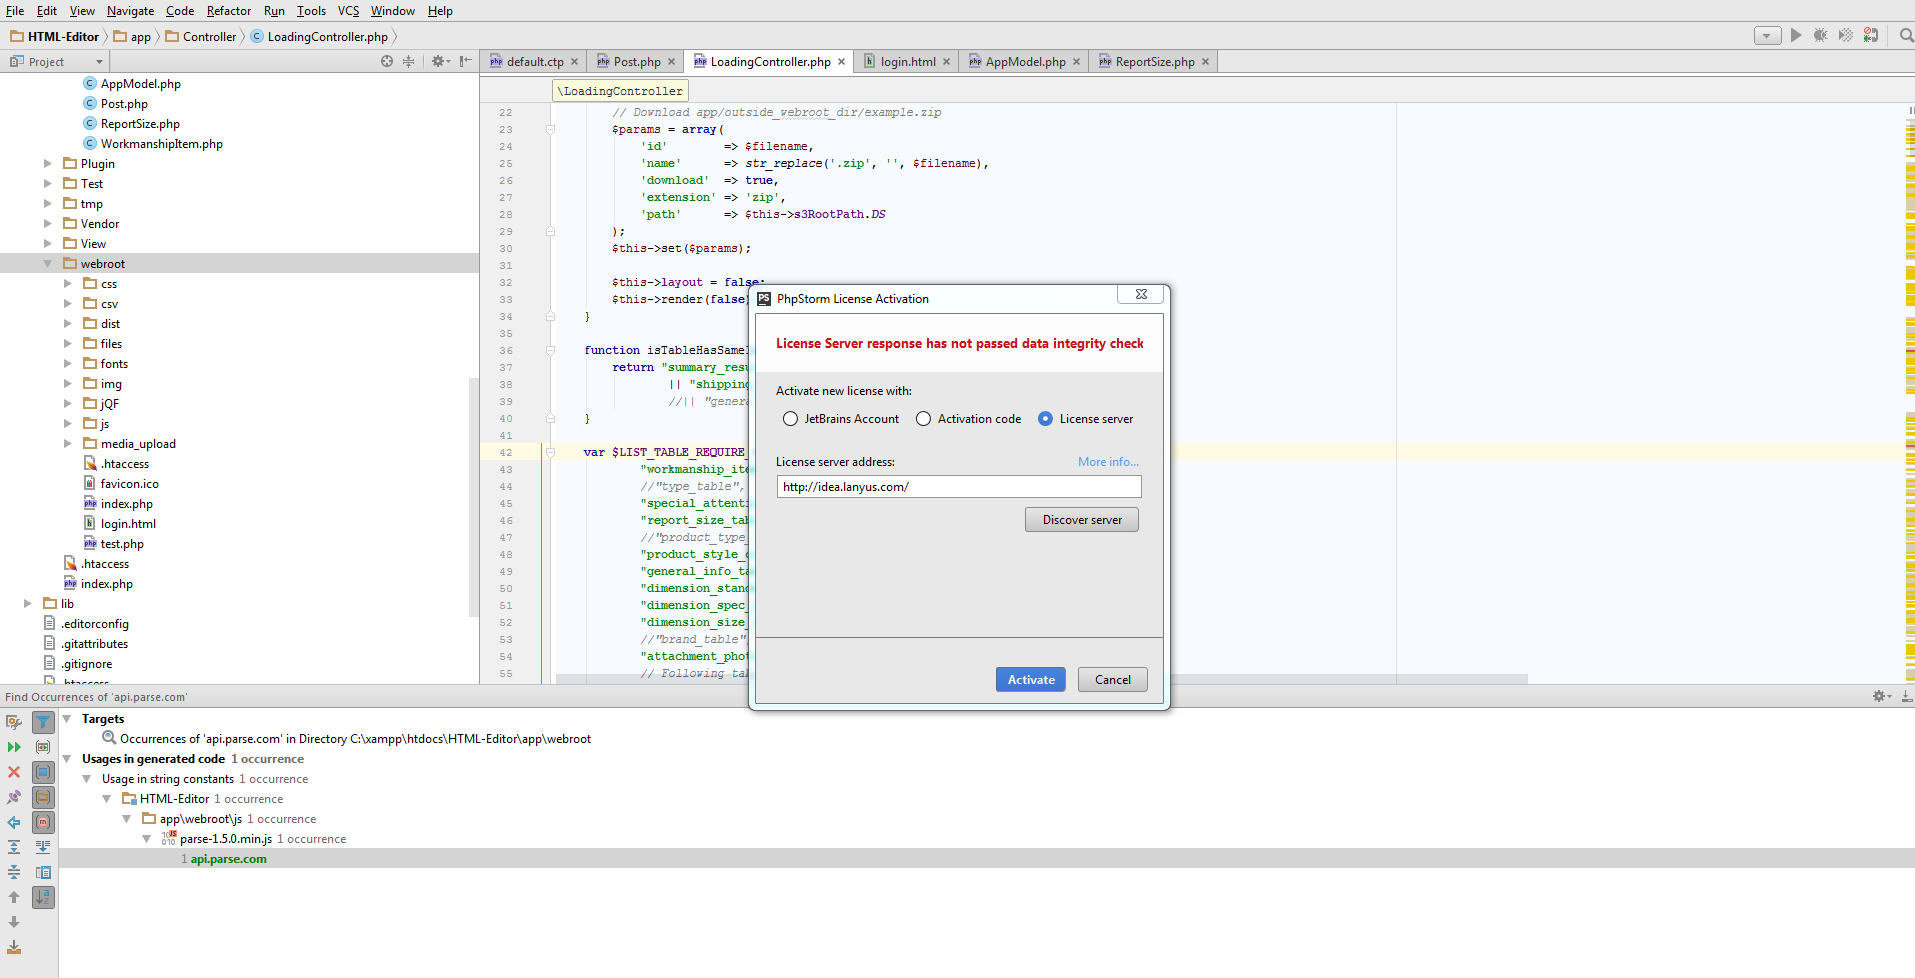 File Edit View Navigate Code Refactor Run Tools VCS Window Help
HTML-Editor app Controller LoadingController.php
Project
default.ctp Post.php LoadingController.php login.html AppModel.php ReportSize.php
\LoadingController
AppModel.php
Post.php
ReportSize.php
WorkmanshipItem.php
Plugin
Test
tmp
Vendor
View
webroot
css
csv
dist
files
fonts
img
jQF
js
media_upload
.htaccess
favicon.ico
index.php
login.html
test.php
.htaccess
index.php
lib
.editorconfig
.gitattributes
.gitignore
.htaccess
22 // Download app/outside_webroot_dir/example.zip
23 $params = array(
24 'id' => $filename,
25 'name' => str_replace('.zip', '', $filename),
26 'download' => true,
27 'extension' => 'zip',
28 'path' => $this->s3RootPath.DS
29 );
30 $this->set($params);
31
32 $this->layout = false;
33 $this->render(false)
34 }
35
36 function isTableHasSame
37 return "summary_resu
38 || "shipping
39 //|| "genera
40 }
41
42 var $LIST_TABLE_REQUIRE_
43 "workmanship_ite
44 //"type_table",
45 "special_attenti
46 "report_size_tab
47 //"product_type_
48 "product_style_
49 "general_info_ta
50 "dimension_stan
51 "dimension_spec_
52 "dimension_size_
53 //"brand_table",
54 "attachment_phot
55 // Following tab
PS PhpStorm License Activation
License Server response has not passed data integrity check
Activate new license with:
JetBrains Account Activation code License server
License server address: More info...
http://idea.lanyus.com/
Discover server
Activate Cancel
Find Occurrences of 'api.parse.com'
Targets
Occurrences of 'api.parse.com' in Directory C:\xampp\htdocs\HTML-Editor\app\webroot
Usages in generated code 1 occurrence
Usage in string constants 1 occurrence
HTML-Editor 1 occurrence
app\webroot\js 1 occurrence
parse-1.5.0.min.js 1 occurrence
1 api.parse.com